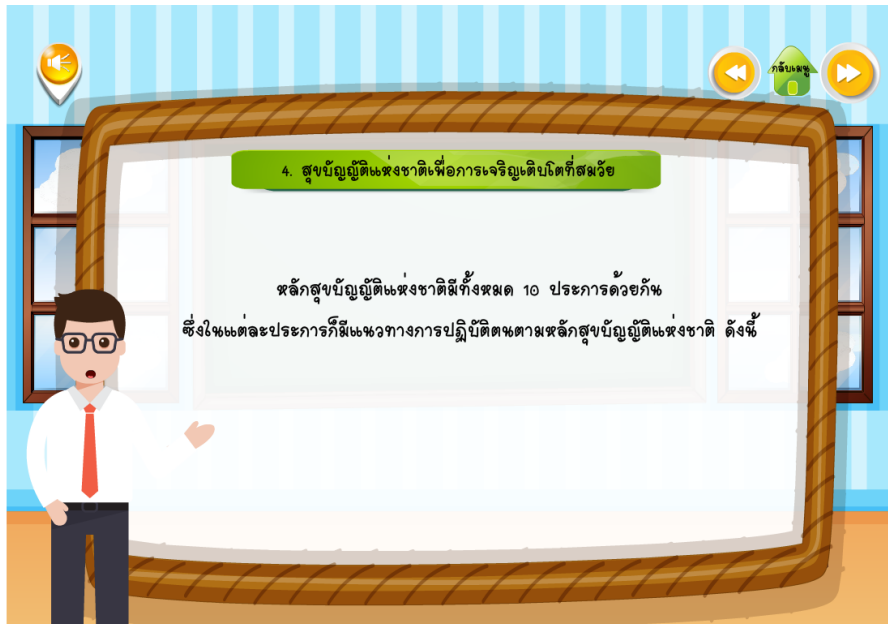 กลับเมนู
4. สุขบัญญัติแห่งชาติเพื่อการเจริญเติบโตที่สมวัย
หลักสุขบัญญัติแห่งชาติมีทั้งหมด 10 ประการด้วยกัน
ซึ่งในแต่ละประการก็มีแนวทางการปฏิบัติตนตามหลักสุขบัญญัติแห่งชาติ ดังนี้